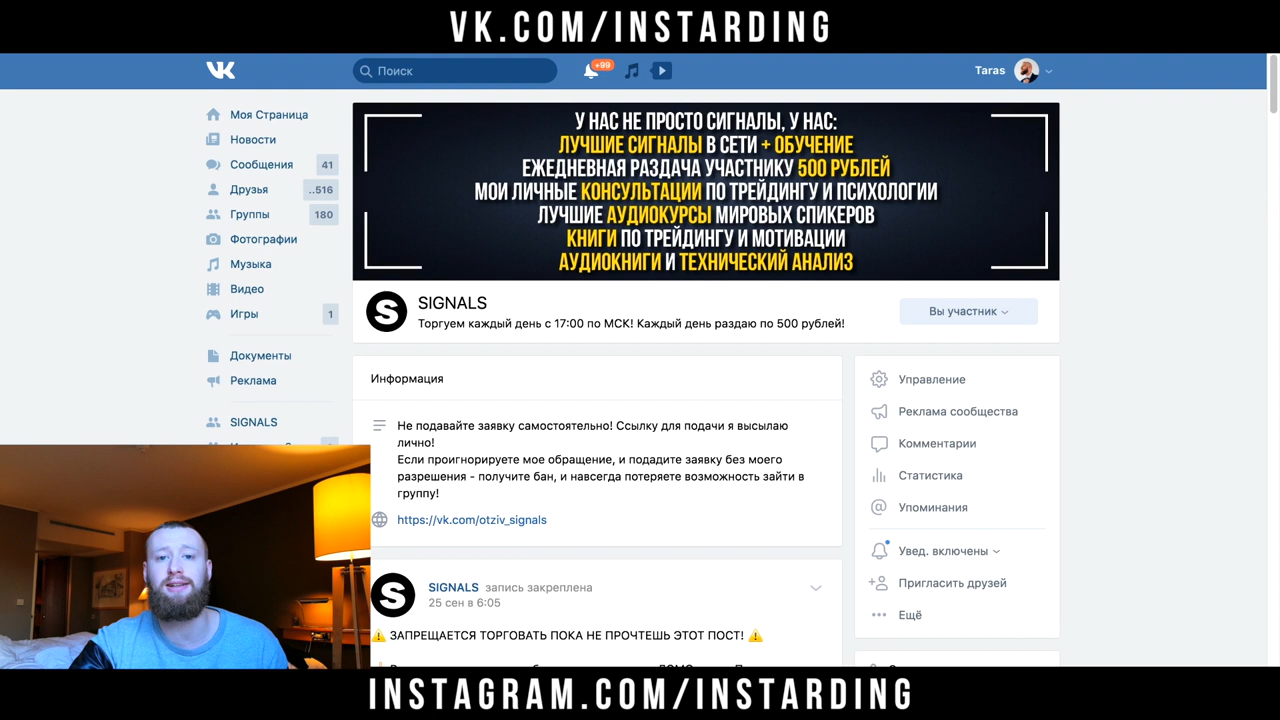 VK.COM/INSTARDING
Поиск
+99
Taras
Моя Страница
Новости
Сообщения 41
Друзья ..516
Группы 180
Фотографии
Музыка
Видео
Игры 1
Документы
Реклама
SIGNALS
У НАС НЕ ПРОСТО СИГНАЛЫ, У НАС:
ЛУЧШИЕ СИГНАЛЫ В СЕТИ + ОБУЧЕНИЕ
ЕЖЕДНЕВНАЯ РАЗДАЧА УЧАСТНИКУ 500 РУБЛЕЙ
МОИ ЛИЧНЫЕ КОНСУЛЬТАЦИИ ПО ТРЕЙДИНГУ И ПСИХОЛОГИИ
ЛУЧШИЕ АУДИОКУРСЫ МИРОВЫХ СПИКЕРОВ
КНИГИ ПО ТРЕЙДИНГУ И МОТИВАЦИИ
АУДИОКНИГИ И ТЕХНИЧЕСКИЙ АНАЛИЗ
S
SIGNALS
Торгуем каждый день с 17:00 по МСК! Каждый день раздаю по 500 рублей!
Вы участник
Информация
Не подавайте заявку самостоятельно! Ссылку для подачи я высылаю
лично!
Если проигнорируете мое обращение, и подадите заявку без моего
разрешения - получите бан, и навсегда потеряете возможность зайти в
группу!
https://vk.com/otziv_signals
S
SIGNALS запись закреплена
25 сен в 6:05
ЗАПРЕЩАЕТСЯ ТОРГОВАТЬ ПОКА НЕ ПРОЧТЕШЬ ЭТОТ ПОСТ!
Управление
Реклама сообщества
Комментарии
Статистика
Упоминания
Увед. включены
Пригласить друзей
Ещё
INSTAGRAM.COM/INSTARDING